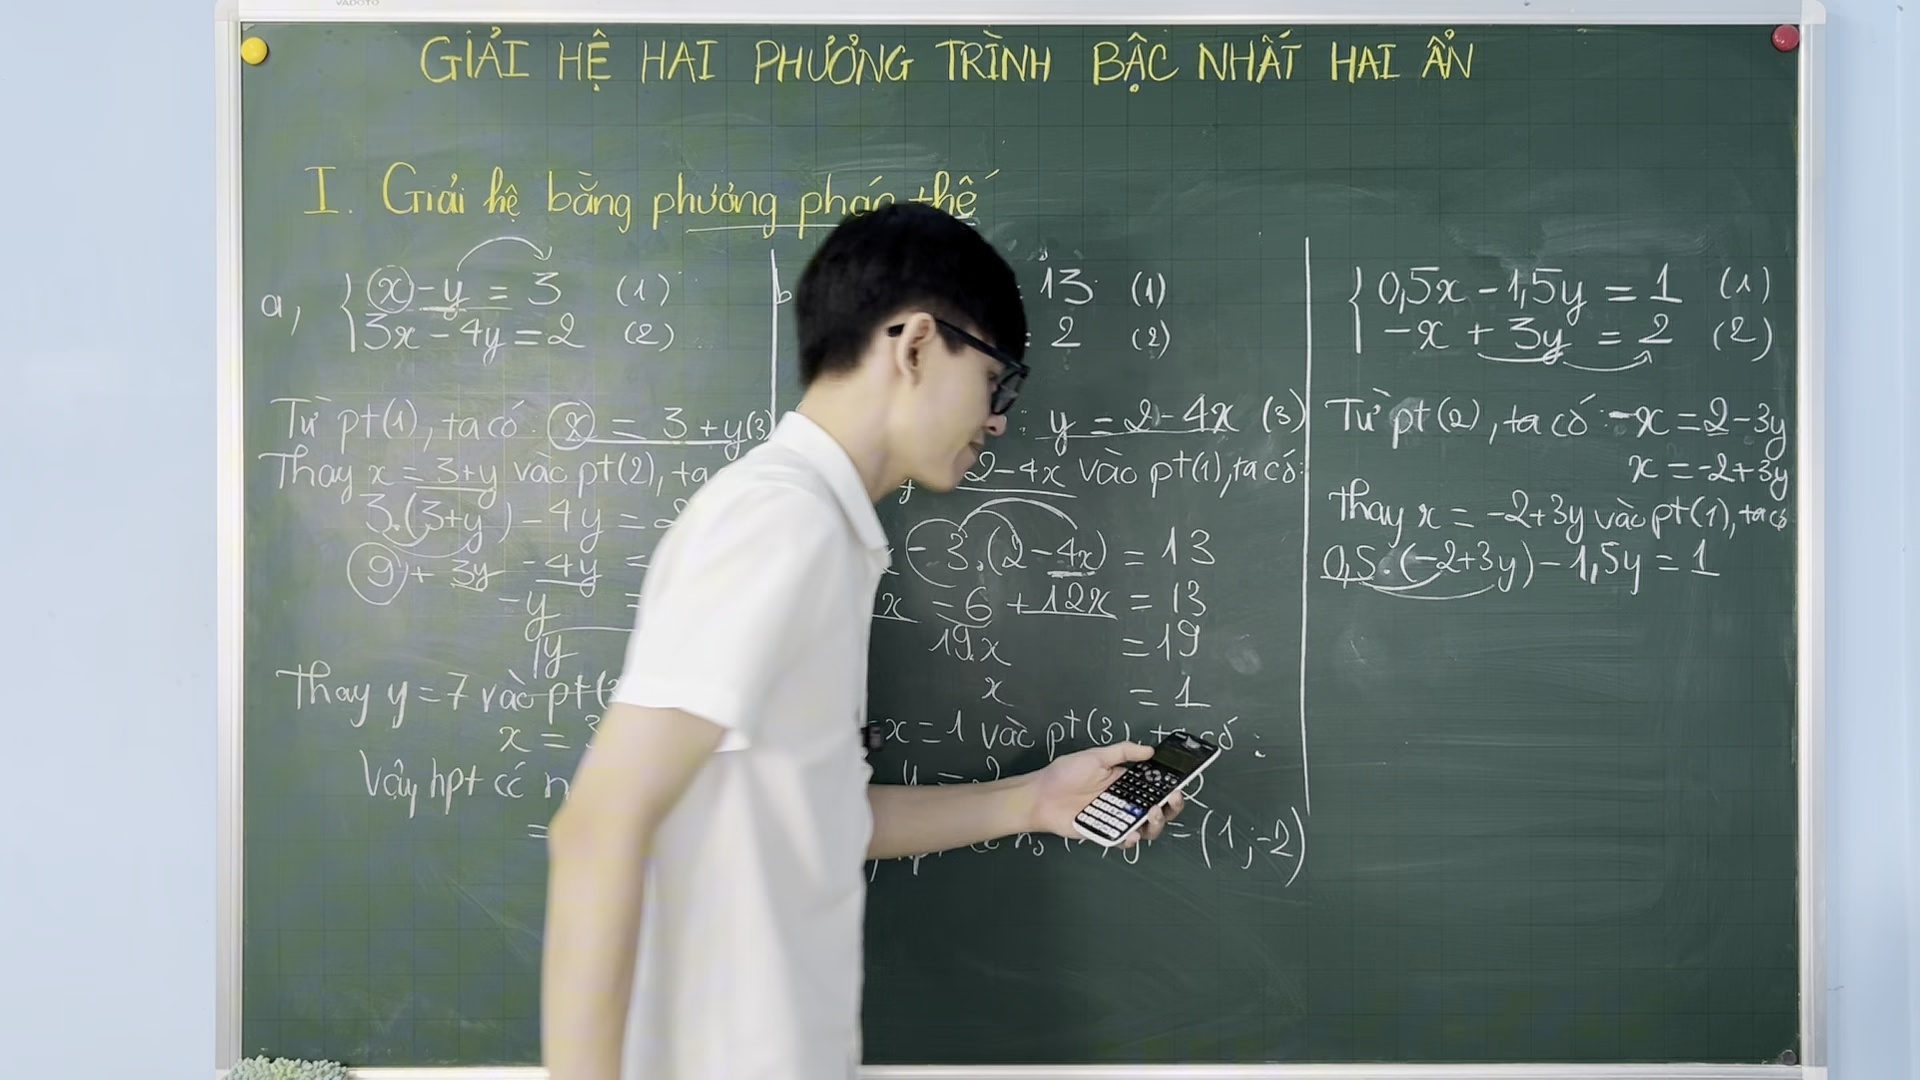 VADOTO
GIẢI HỆ HAI PHƯƠNG TRÌNH BẬC NHẤT HAI ẨN
I. Giải hệ bằng phương pháp thế
a, x - y = 3 (1)
3x - 4y = 2 (2)
Từ pt(1), ta có: x = 3 + y (3)
Thay x = 3+y vào pt(2), ta
3.(3+y) - 4y = 2
9 + 3y - 4y =
-y =
y
Thay y = 7 vào pt(
x = 3
Vậy hpt có n
=
b
13 (1)
: 2 (2)
: y = 2 - 4x (3)
2-4x vào pt(1), ta có:
-3.(2-4x) = 13
x - 6 + 12x = 13
19x = 19
x = 1
x = 1 vào pt(3), ta có:
y = 2
hpt có n0 = (1;-2)
0,5x - 1,5y = 1 (1)
-x + 3y = 2 (2)
Từ pt(2), ta có: -x = 2 - 3y
x = -2 + 3y
Thay x = -2+3y vào pt(1), ta có
0,5.(-2+3y) - 1,5y = 1